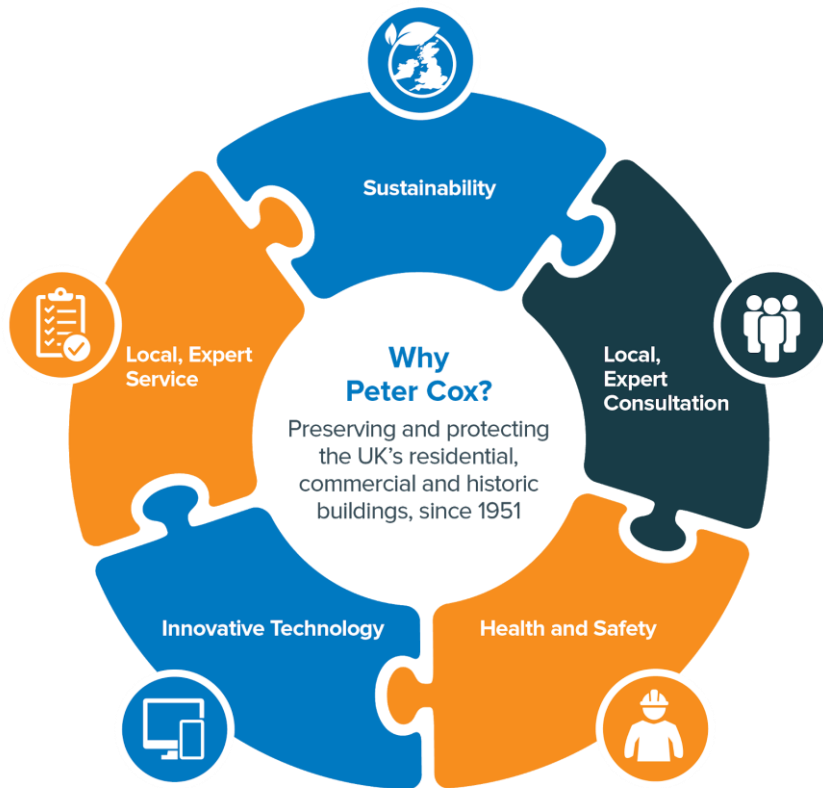 Sustainability
Local, Expert
Service
Why
Peter Cox?
Preserving and protecting
the UK’s residential,
commercial and historic
buildings, since 1951
Local,
Expert
Consultation
Innovative Technology
Health and Safety